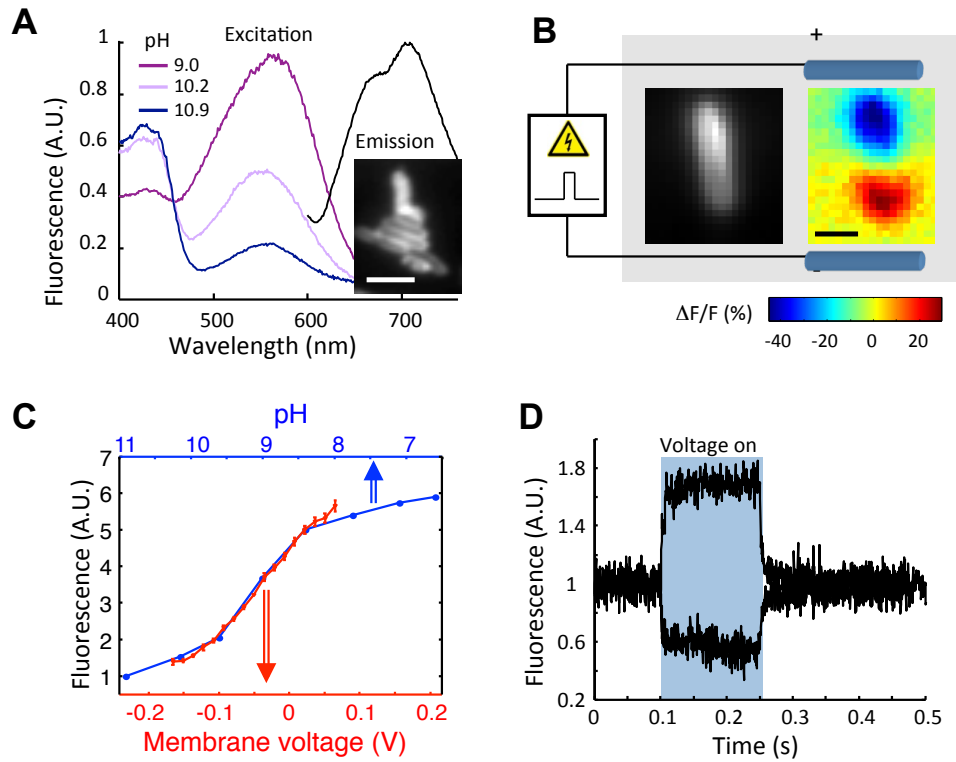 A
pH
9.0
10.2
10.9
Excitation
Emission
Fluorescence (A.U.)
1
0.8
0.6
0.4
0.2
0
400 500 600 700
Wavelength (nm)
B
+
-
ΔF/F (%)
-40 -20 0 20
C
pH
11 10 9 8 7
Fluorescence (A.U.)
7
6
5
4
3
2
1
-0.2 -0.1 0 0.1 0.2
Membrane voltage (V)
D
Voltage on
Fluorescence (A.U.)
1.8
1.4
1
0.6
0.2
0 0.1 0.2 0.3 0.4 0.5
Time (s)